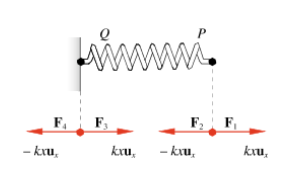 Q P
F₄ F₃ F₂ F₁
– kxuₓ kxuₓ – kxuₓ kxuₓ